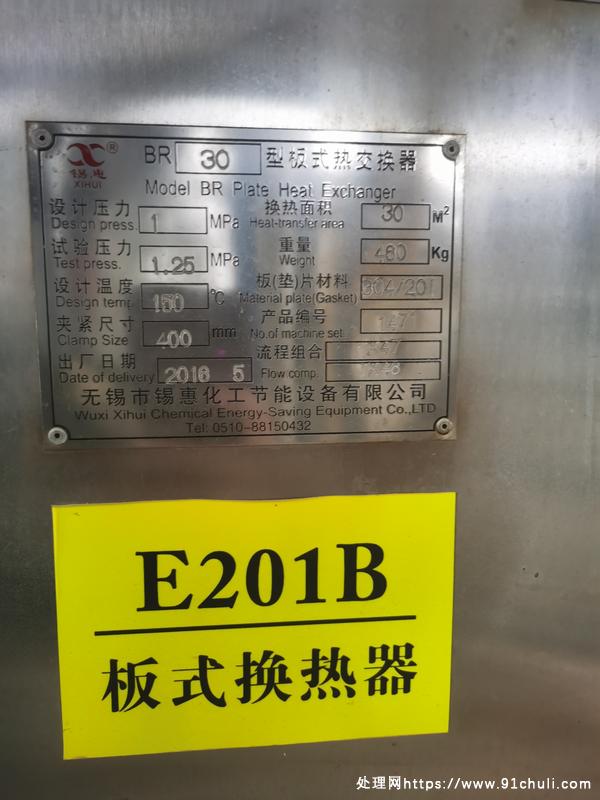 锡惠®
XIHUI
BR 30 型板式热交换器
Model BR Plate Heat Exchanger
设计压力 1 MPa
Design press.
换热面积 30 M²
Heat-transfer area
试验压力 1.25 MPa
Test press.
重量 480 Kg
Weight
设计温度 150 ℃
Design temp
板(垫)片材料 304/201
Material plate(Gasket)
夹紧尺寸 400 mm
Clamp Size
产品编号 1471
No.of machine set
出厂日期 2016 5
Date of delivery
流程组合
Flow comp.
无锡市锡惠化工节能设备有限公司
Wuxi Xihui Chemical Energy-Saving Equipment Co.,LTD
Tel: 0510-88150432
E201B
板式换热器
处理网https://www.91chuli.com/